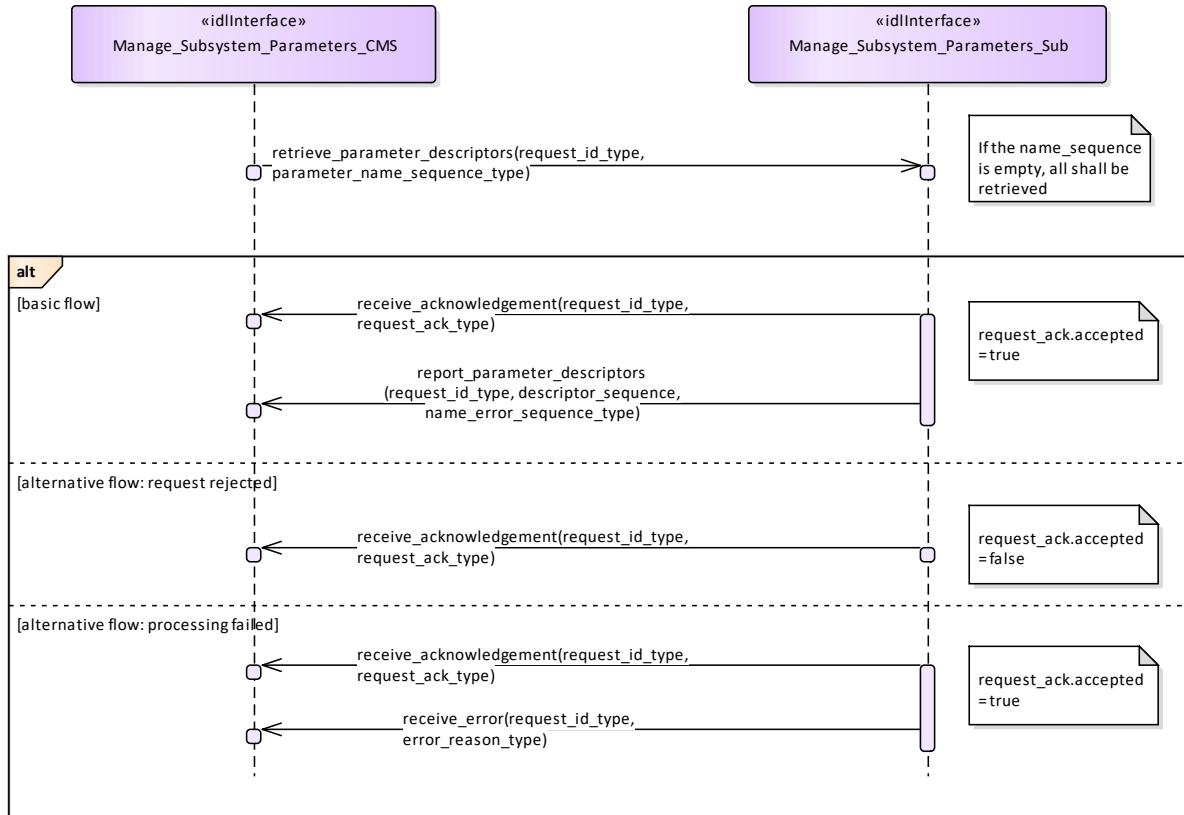 «idlInterface»
Manage_Subsystem_Parameters_CMS
«idlInterface»
Manage_Subsystem_Parameters_Sub
retrieve_parameter_descriptors(request_id_type,
parameter_name_sequence_type)
If the name_sequence
is empty, all shall be
retrieved
alt
[basic flow]
receive_acknowledgement(request_id_type,
request_ack_type)
request_ack.accepted
=true
report_parameter_descriptors
(request_id_type, descriptor_sequence,
name_error_sequence_type)
[alternative flow: request rejected]
receive_acknowledgement(request_id_type,
request_ack_type)
request_ack.accepted
=false
[alternative flow: processing failed]
receive_acknowledgement(request_id_type,
request_ack_type)
request_ack.accepted
=true
receive_error(request_id_type,
error_reason_type)